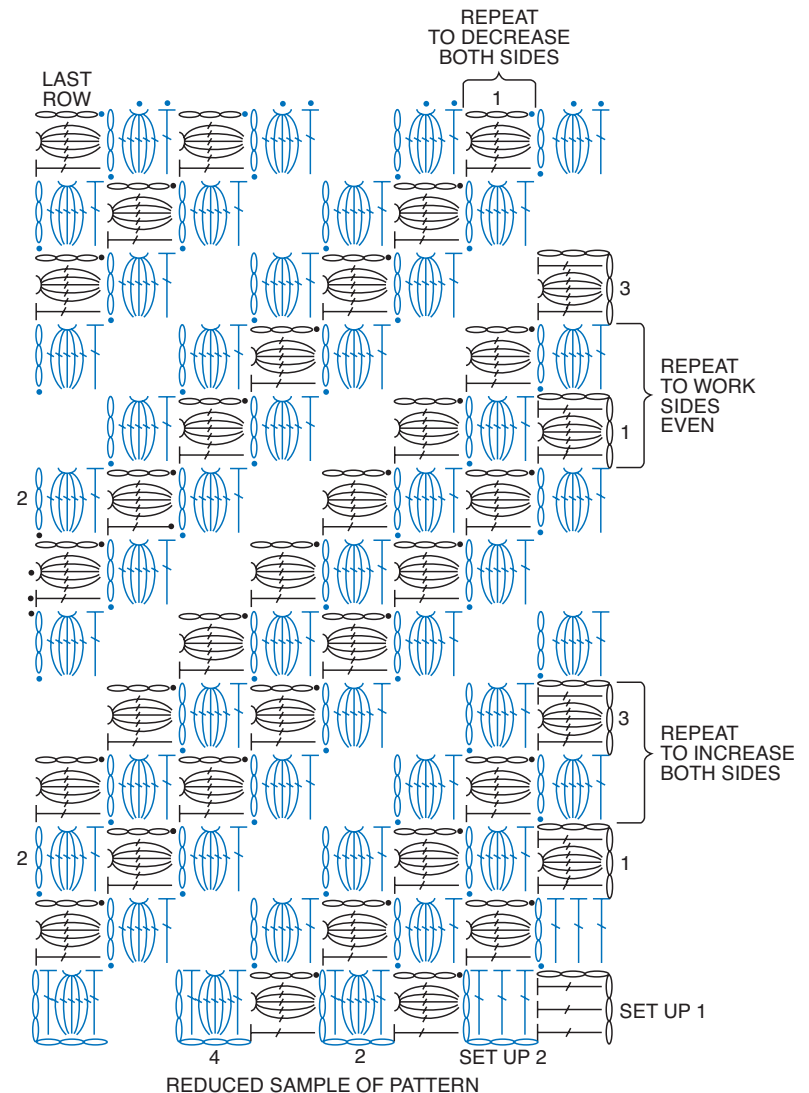 REPEAT
TO DECREASE
BOTH SIDES
LAST
ROW
1
3
REPEAT
TO WORK
SIDES
EVEN
1
2
3
REPEAT
TO INCREASE
BOTH SIDES
2
1
SET UP 1
4
2
SET UP 2
REDUCED SAMPLE OF PATTERN